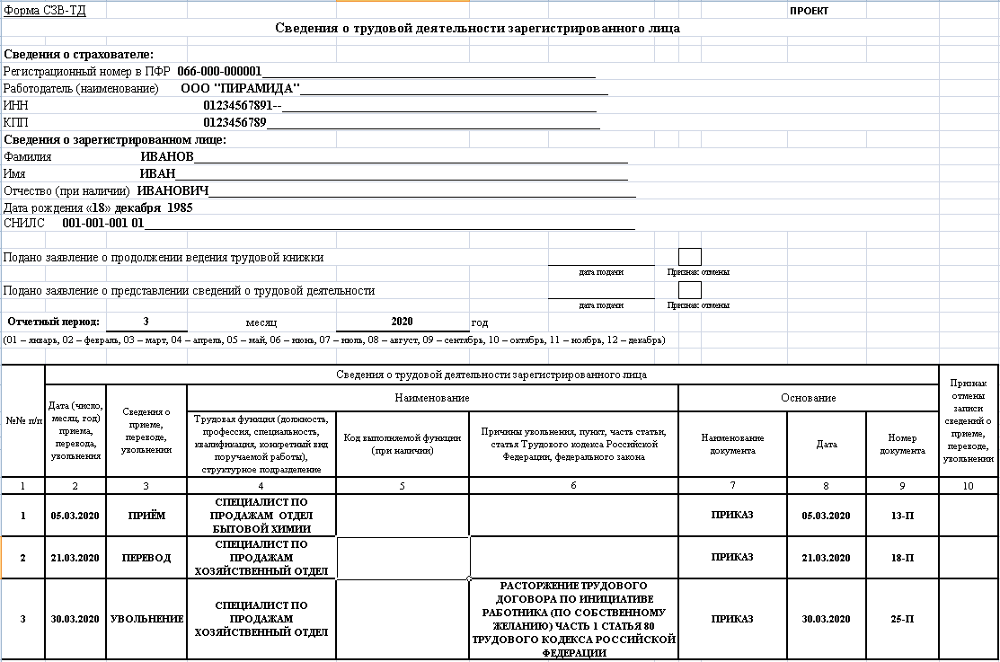 Форма СЗВ-ТД
ПРОЕКТ
Сведения о трудовой деятельности зарегистрированного лица
Сведения о страхователе:
Регистрационный номер в ПФР 066-000-000001
Работодатель (наименование) ООО "ПИРАМИДА"
ИНН 01234567891--
КПП 0123456789
Сведения о зарегистрированном лице:
Фамилия ИВАНОВ
Имя ИВАН
Отчество (при наличии) ИВАНОВИЧ
Дата рождения «18» декабря 1985
СНИЛС 001-001-001 01
Подано заявление о продолжении ведения трудовой книжки
дата подачи Признак отмены
Подано заявление о представлении сведений о трудовой деятельности
дата подачи Признак отмены
Отчетный период: 3 месяц 2020 год
(01 – январь, 02 – февраль, 03 – март, 04 – апрель, 05 – май, 06 – июнь, 07 – июль, 08 – август, 09 – сентябрь, 10 – октябрь, 11 – ноябрь, 12 – декабрь)
№№ п/п
Сведения о трудовой деятельности зарегистрированного лица
Дата (число,
месяц, год)
приема,
перевода,
увольнения
Сведения о
приеме,
переводе,
увольнении
Наименование
Трудовая функция (должность,
профессия, специальность,
квалификация, конкретный вид
поручаемой работы),
структурное подразделение
Код выполняемой функции
(при наличии)
Причины увольнения, пункт, часть статьи,
статья Трудового кодекса Российской
Федерации, федерального закона
Основание
Наименование
документа
Дата
Номер
документа
Признак
отмены
записи
сведений о
приеме,
переводе,
увольнении
1 2 3 4 5 6 7 8 9 10
1
05.03.2020
ПРИЁМ
СПЕЦИАЛИСТ ПО
ПРОДАЖАМ ОТДЕЛ
БЫТОВОЙ ХИМИИ
ПРИКАЗ
05.03.2020
13-П
2
21.03.2020
ПЕРЕВОД
СПЕЦИАЛИСТ ПО
ПРОДАЖАМ
ХОЗЯЙСТВЕННЫЙ ОТДЕЛ
ПРИКАЗ
21.03.2020
18-П
3
30.03.2020
УВОЛЬНЕНИЕ
СПЕЦИАЛИСТ ПО
ПРОДАЖАМ
ХОЗЯЙСТВЕННЫЙ ОТДЕЛ
РАСТОРЖЕНИЕ ТРУДОВОГО
ДОГОВОРА ПО ИНИЦИАТИВЕ
РАБОТНИКА (ПО СОБСТВЕННОМУ
ЖЕЛАНИЮ) ЧАСТЬ 1 СТАТЬЯ 80
ТРУДОВОГО КОДЕКСА РОССИЙСКОЙ
ФЕДЕРАЦИИ
ПРИКАЗ
30.03.2020
25-П